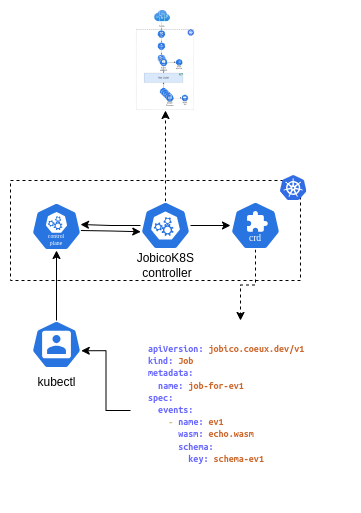 control
plane
JobicoK8S
controller
crd
kubectl
apiVersion: jobico.coeux.dev/v1
kind: Job
metadata:
name: job-for-ev1
spec:
events:
- name: ev1
wasm: echo.wasm
schema:
key: schema-ev1